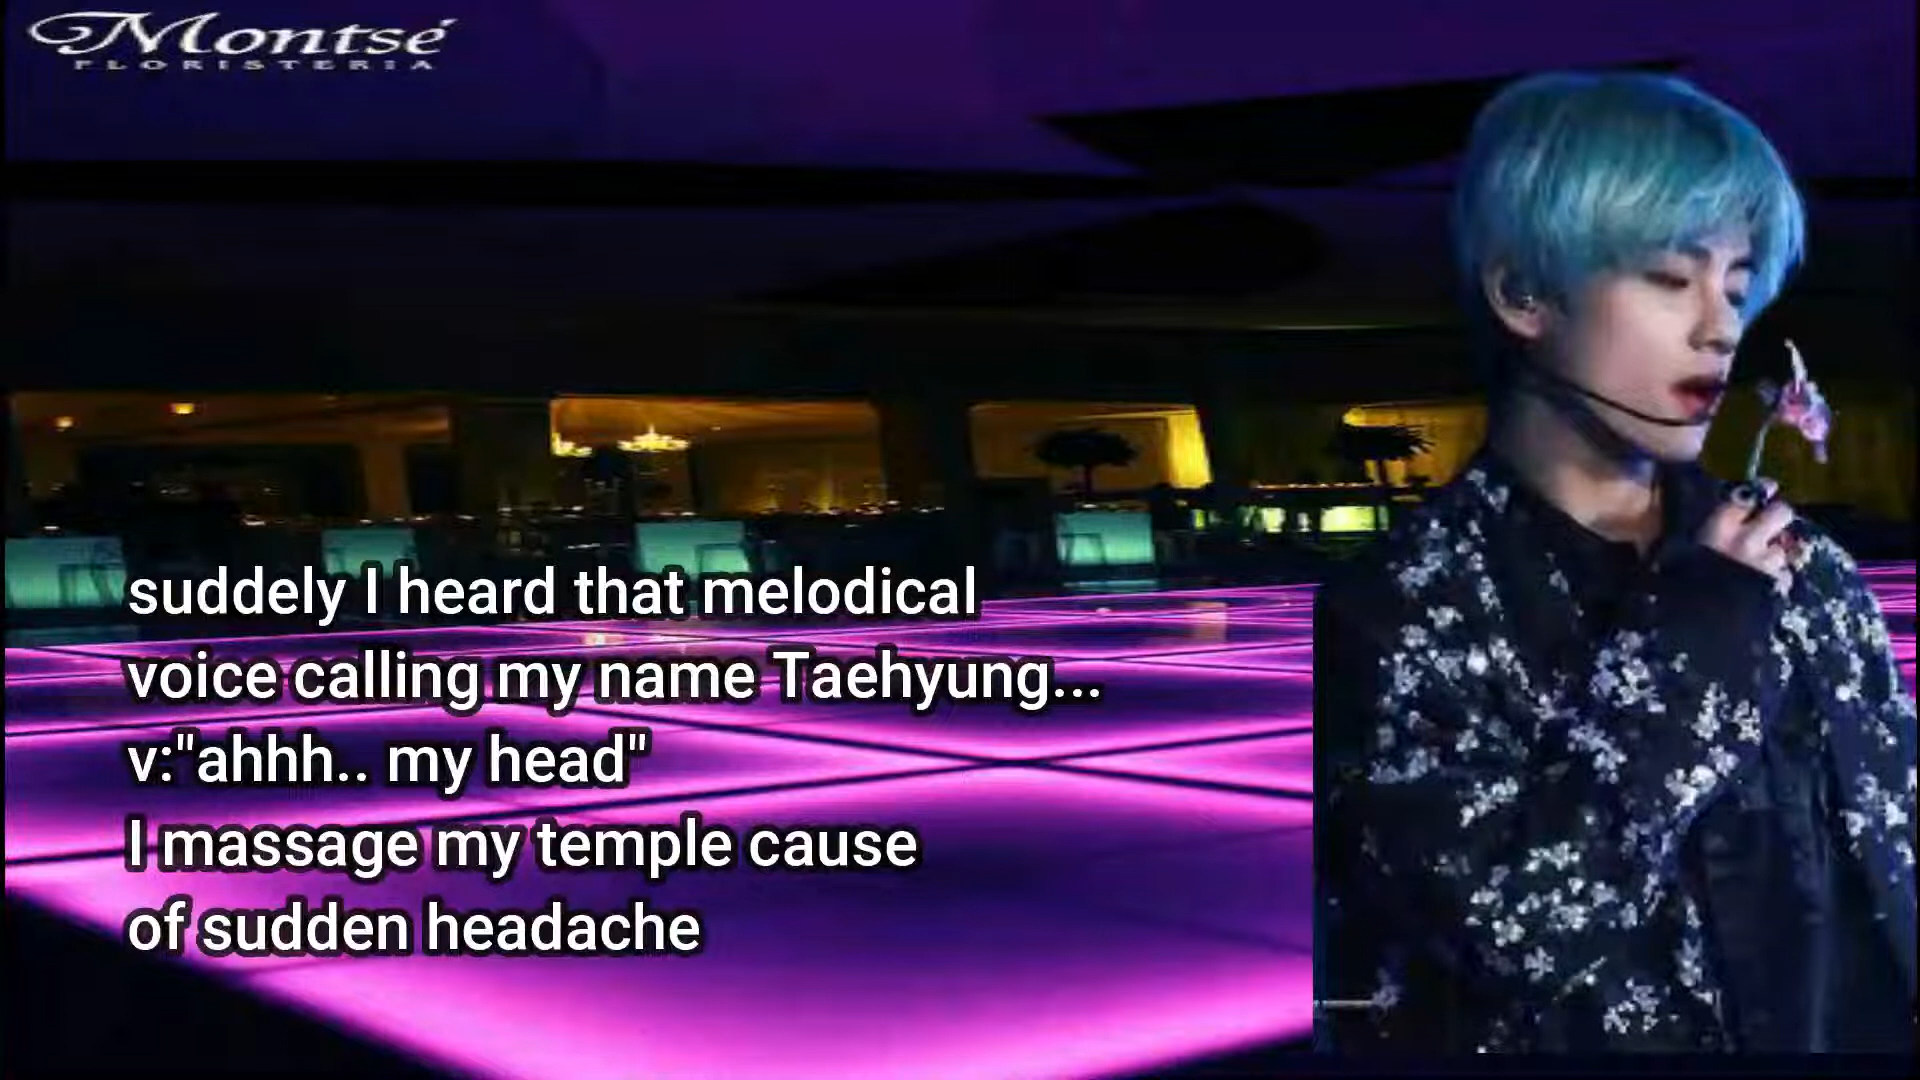 Montsé
FLORISTERIA
suddely I heard that melodical
voice calling my name Taehyung...
v:"ahhh.. my head"
I massage my temple cause
of sudden headache